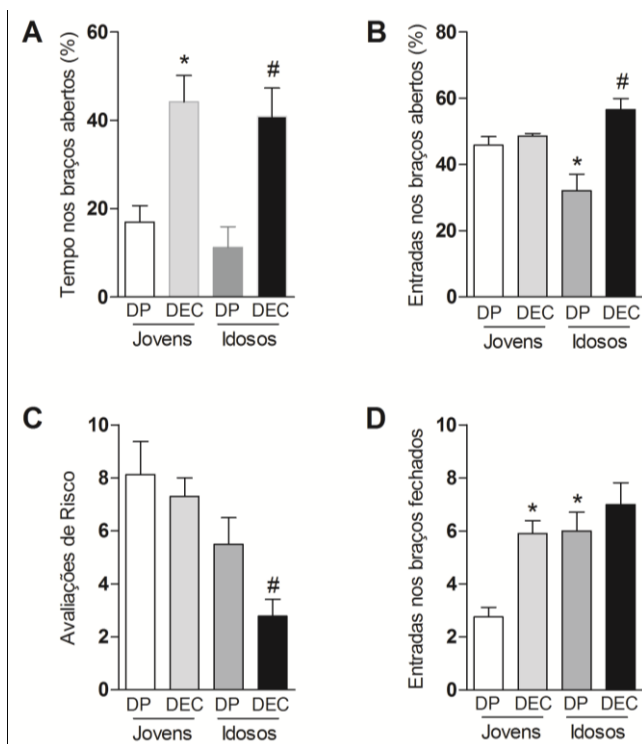 A
Tempo nos braços abertos (%)
60
40
20
0
*
#
DP DEC DP DEC
Jovens Idosos
B
Entradas nos braços abertos (%)
80
60
40
20
0
*
#
DP DEC DP DEC
Jovens Idosos
C
Avaliações de Risco
10
8
6
4
2
0
#
DP DEC DP DEC
Jovens Idosos
D
Entradas nos braços fechados
10
8
6
4
2
0
*
*
DP DEC DP DEC
Jovens Idosos